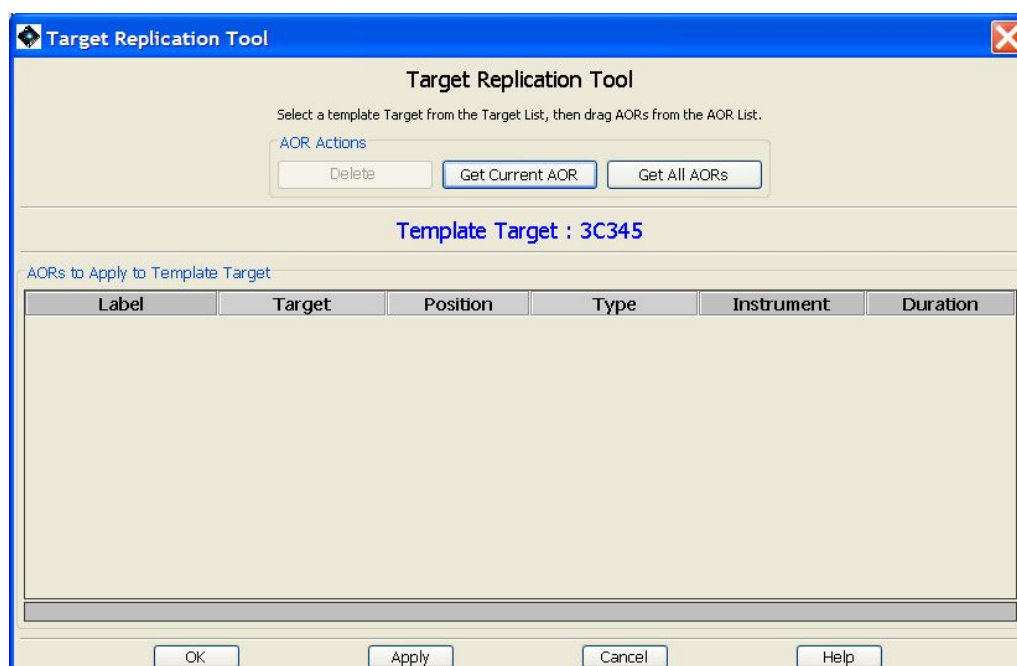 Target Replication Tool
Target Replication Tool
Select a template Target from the Target List, then drag AORs from the AOR List.
AOR Actions
Delete Get Current AOR Get All AORs
Template Target : 3C345
AORs to Apply to Template Target
Label Target Position Type Instrument Duration
OK Apply Cancel Help